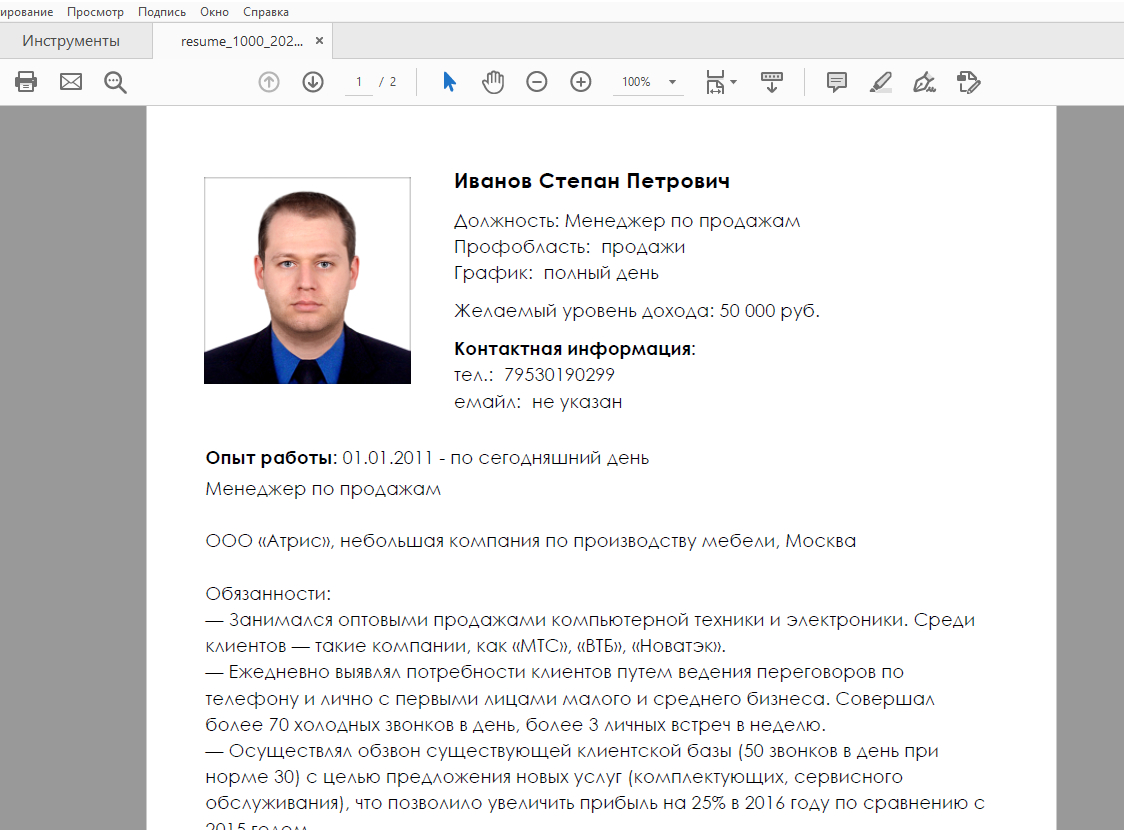 ирование Просмотр Подпись Окно Справка
Инструменты resume_1000_202... ×
1 / 2 100%
Иванов Степан Петрович
Должность: Менеджер по продажам
Профобласть: продажи
График: полный день
Желаемый уровень дохода: 50 000 руб.
Контактная информация:
тел.: 79530190299
емайл: не указан
Опыт работы: 01.01.2011 - по сегодняшний день
Менеджер по продажам
ООО «Атрис», небольшая компания по производству мебели, Москва
Обязанности:
— Занимался оптовыми продажами компьютерной техники и электроники. Среди
клиентов — такие компании, как «МТС», «ВТБ», «Новатэк».
— Ежедневно выявлял потребности клиентов путем ведения переговоров по
телефону и лично с первыми лицами малого и среднего бизнеса. Совершал
более 70 холодных звонков в день, более 3 личных встреч в неделю.
— Осуществлял обзвон существующей клиентской базы (50 звонков в день при
норме 30) с целью предложения новых услуг (комплектующих, сервисного
обслуживания), что позволило увеличить прибыль на 25% в 2016 году по сравнению с
2015 годом